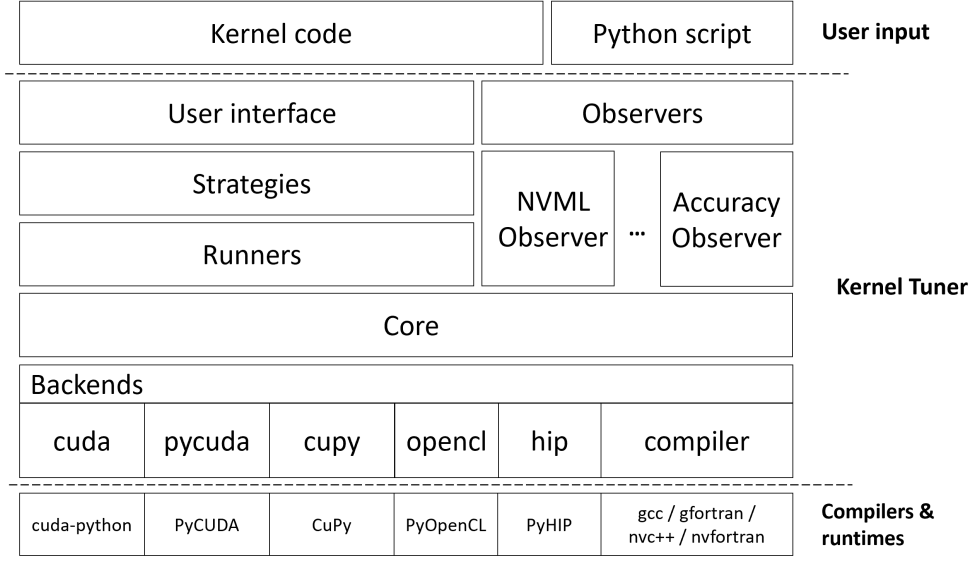 Kernel code
Python script
User input
User interface
Observers
Strategies
NVML
Observer
...
Accuracy
Observer
Runners
Kernel Tuner
Core
Backends
cuda
pycuda
cupy
opencl
hip
compiler
cuda-python
PyCUDA
CuPy
PyOpenCL
PyHIP
gcc / gfortran /
nvc++ / nvfortran
Compilers &
runtimes